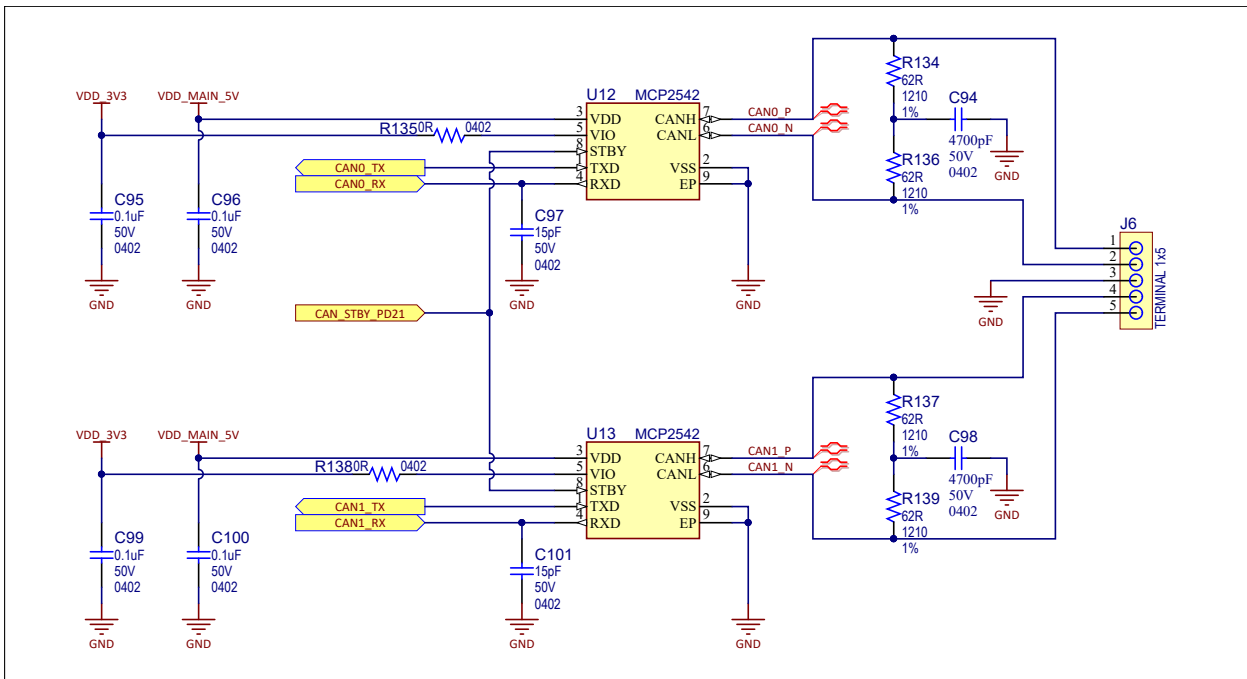 VDD_3V3
VDD_MAIN_5V
R135 0R 0402
CAN0_TX
CAN0_RX
C95
0.1uF
50V
0402
GND
C96
0.1uF
50V
0402
GND
U12 MCP2542
3 VDD
5 VIO
8 STBY
1 TXD
4 RXD
CANH 7
CANL 6
VSS 2
EP 9
C97
15pF
50V
0402
GND
GND
CAN0_P
CAN0_N
R134
62R
1210
1%
R136
62R
1210
1%
C94
4700pF
50V
0402
GND
J6
1
2
3
4
5
TERMINAL 1x5
GND
CAN_STBY_PD21
VDD_3V3
VDD_MAIN_5V
R138 0R 0402
CAN1_TX
CAN1_RX
C99
0.1uF
50V
0402
GND
C100
0.1uF
50V
0402
GND
U13 MCP2542
3 VDD
5 VIO
8 STBY
1 TXD
4 RXD
CANH 7
CANL 6
VSS 2
EP 9
C101
15pF
50V
0402
GND
GND
CAN1_P
CAN1_N
R137
62R
1210
1%
R139
62R
1210
1%
C98
4700pF
50V
0402
GND